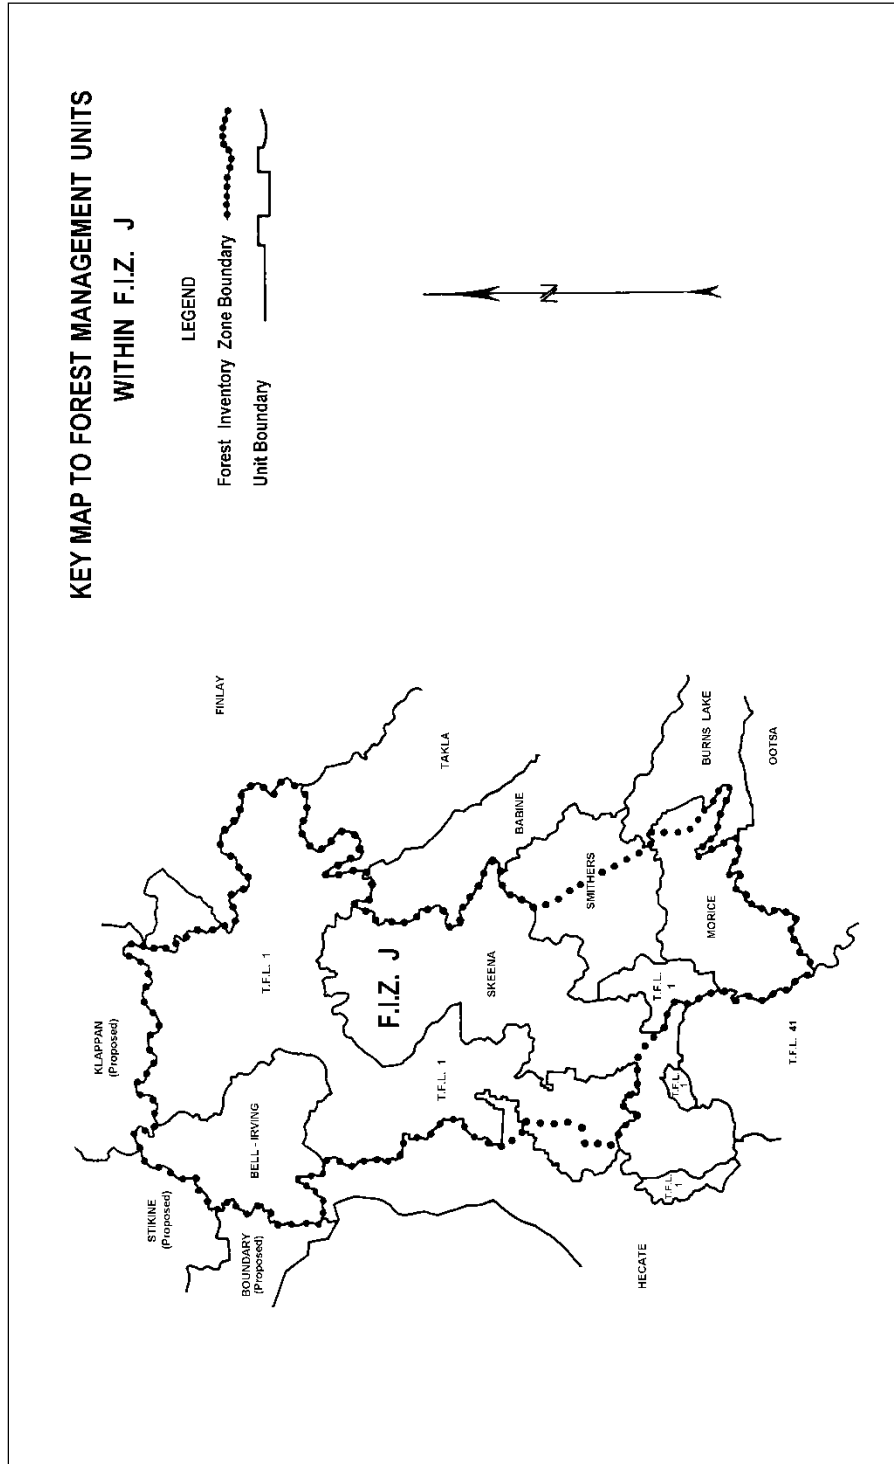 KEY MAP TO FOREST MANAGEMENT UNITS
WITHIN F.I.Z. J
LEGEND
Forest Inventory Zone Boundary
Unit Boundary
N
KLAPPAN
(Proposed)
STIKINE
(Proposed)
BOUNDARY
(Proposed)
BELL - IRVING
T.F.L. 1
FINLAY
TAKLA
F.I.Z. J
T.F.L. 1
SKEENA
BABINE
SMITHERS
BURNS LAKE
OOTSA
MORICE
T.F.L.
1
T.F.L.
1
T.F.L.
1
HECATE
T.F.L. 41